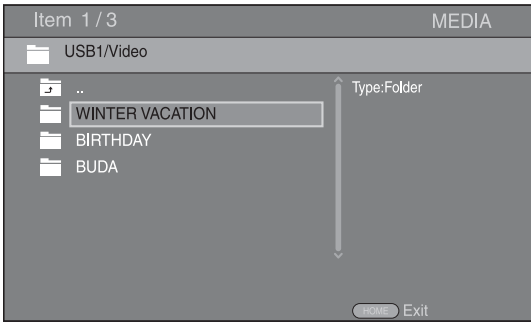 Item 1/3 MEDIA
USB1/Video
..
Type:Folder
WINTER VACATION
BIRTHDAY
BUDA
HOME Exit